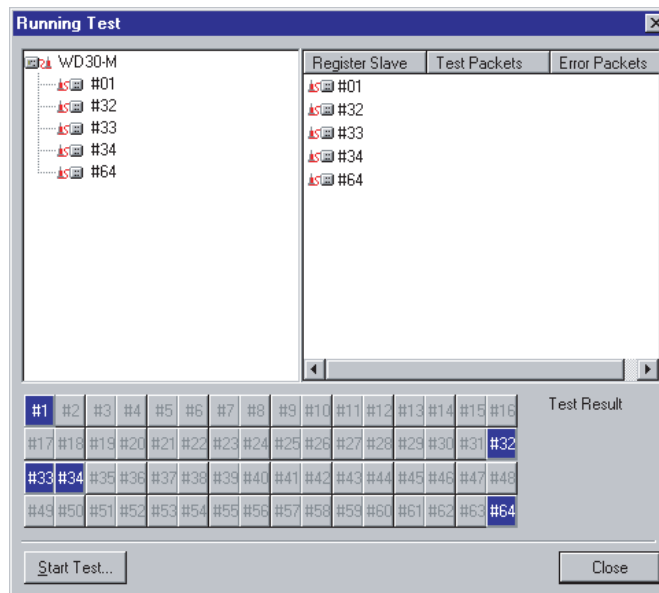 Running Test
WD30-M
#01
#32
#33
#34
#64
Register Slave Test Packets Error Packets
#01
#32
#33
#34
#64
#1 #2 #3 #4 #5 #6 #7 #8 #9 #10 #11 #12 #13 #14 #15 #16
#17 #18 #19 #20 #21 #22 #23 #24 #25 #26 #27 #28 #29 #30 #31 #32
#33 #34 #35 #36 #37 #38 #39 #40 #41 #42 #43 #44 #45 #46 #47 #48
#49 #50 #51 #52 #53 #54 #55 #56 #57 #58 #59 #60 #61 #62 #63 #64
Test Result
Start Test...
Close